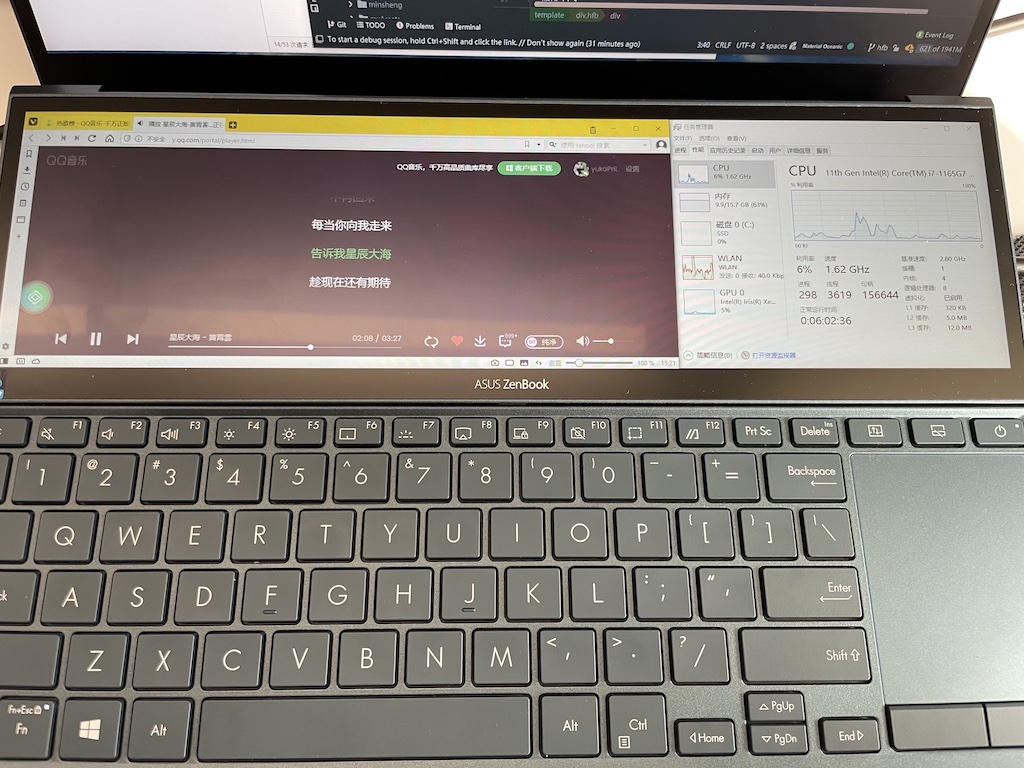 minsheng
template div.hfb div
Git TODO Problems Terminal
14/53 次请求
To start a debug session, hold Ctrl+Shift and click the link. // Don't show again (31 minutes ago)
Event Log
3:40 CRLF UTF-8 2 spaces Material Oceanic hfb 621 of 1941M
热歌榜 - QQ音乐-千万正版
播放 星辰大海-黄霄雲
不安全 y.qq.com/portal/player.html
QQ音乐
QQ音乐，千万高品质曲库尽享 客户端下载 设置
每当你向我走来
告诉我星辰大海
趁现在还有期待
星辰大海 - 黄霄雲 02:08 / 03:27
999+
纯净
100 % 15:23
任务管理器
文件(F) 选项(O) 查看(V)
进程 性能 应用历史记录 启动 用户 详细信息 服务
CPU
6% 1.62 GHz
内存
9.9/15.7 GB (63%)
磁盘 0 (C:)
SSD
0%
WLAN
WLAN
发送: 0 接收: 40.0 Kbp
GPU 0
Intel(R) Iris(R) Xe...
5%
CPU 11th Gen Intel(R) Core(TM) i7-1165G7 ...
% 利用率 100%
60 秒 0
利用率 速度
6% 1.62 GHz
进程 线程 句柄
298 3619 156644
正常运行时间
0:06:02:36
基准速度: 2.80 GHz
插槽: 1
内核: 4
逻辑处理器: 8
虚拟化: 已启用
L1 缓存: 320 KB
L2 缓存: 5.0 MB
L3 缓存: 12.0 MB
简略信息(D) 打开资源监视器
ASUS ZenBook
F1 F2 F3 F4 F5 F6 F7 F8 F9 F10 F11 F12 Prt Sc Delete Ins
! 1 @ 2 # 3 $ 4 % 5 ^ 6 & 7 * 8 ( 9 ) 0 _ - + = Backspace
Q W E R T Y U I O P { [ } ] | \
A S D F G H J K L : ; " ' Enter
Z X C V B N M < , > . ? / Shift
Fn+Esc
Fn Alt Alt Ctrl Home PgUp PgDn End